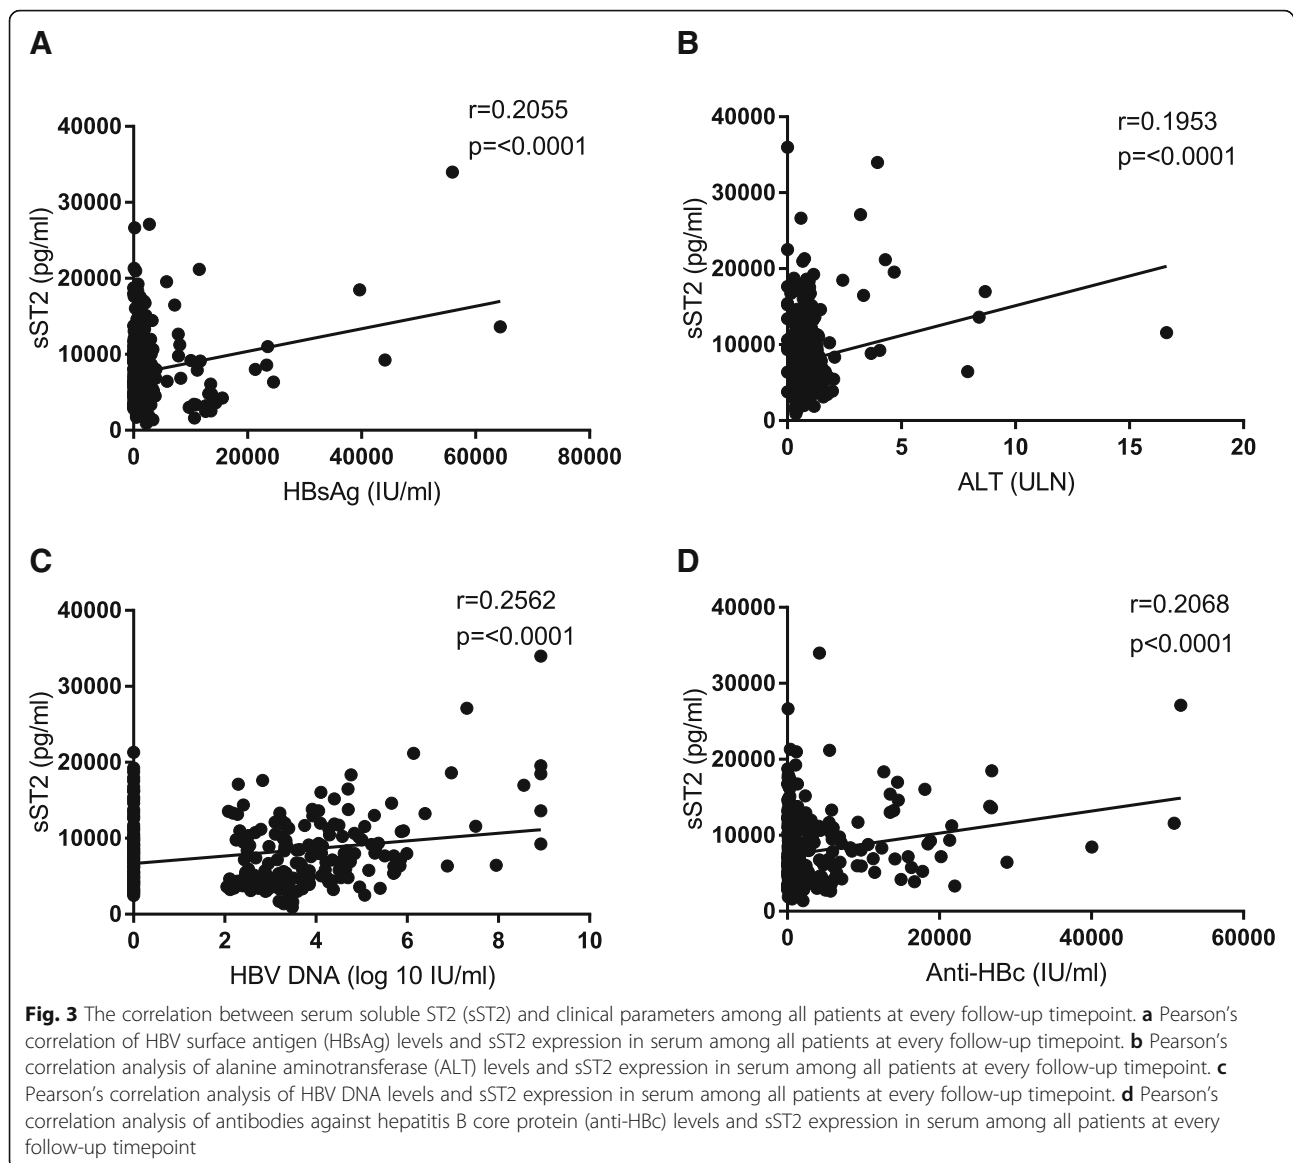 A
r=0.2055
p=<0.0001
40000
30000
20000
10000
0
sST2 (pg/ml)
0 20000 40000 60000 80000
HBsAg (IU/ml)
B
r=0.1953
p=<0.0001
40000
30000
20000
10000
0
sST2 (pg/ml)
0 5 10 15 20
ALT (ULN)
C
r=0.2562
p=<0.0001
40000
30000
20000
10000
0
sST2 (pg/ml)
0 2 4 6 8 10
HBV DNA (log 10 IU/ml)
D
r=0.2068
p<0.0001
40000
30000
20000
10000
0
sST2 (pg/ml)
0 20000 40000 60000
Anti-HBc (IU/ml)
Fig. 3 The correlation between serum soluble ST2 (sST2) and clinical parameters among all patients at every follow-up timepoint. a Pearson's
correlation of HBV surface antigen (HBsAg) levels and sST2 expression in serum among all patients at every follow-up timepoint. b Pearson's
correlation analysis of alanine aminotransferase (ALT) levels and sST2 expression in serum among all patients at every follow-up timepoint. c
Pearson's correlation analysis of HBV DNA levels and sST2 expression in serum among all patients at every follow-up timepoint. d Pearson's
correlation analysis of antibodies against hepatitis B core protein (anti-HBc) levels and sST2 expression in serum among all patients at every
follow-up timepoint